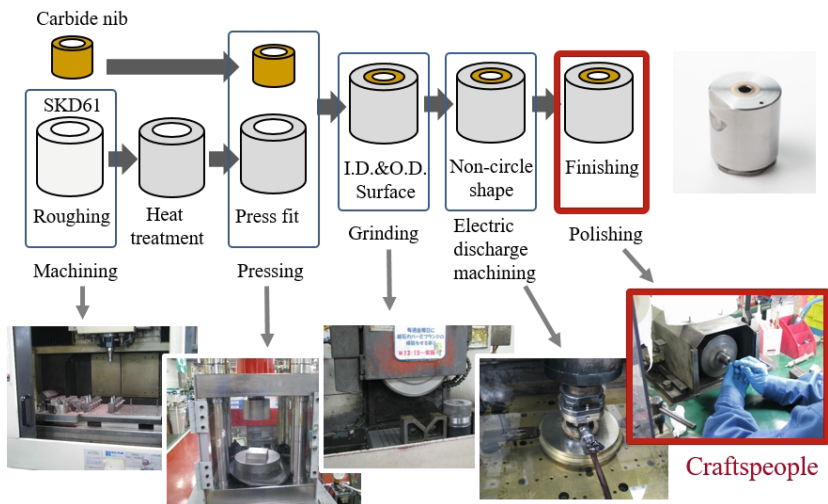 Carbide nib
SKD61
Roughing
Heat
treatment
Press fit
I.D.&O.D.
Surface
Non-circle
shape
Finishing
Machining
Pressing
Grinding
Electric
discharge
machining
Polishing
Craftspeople